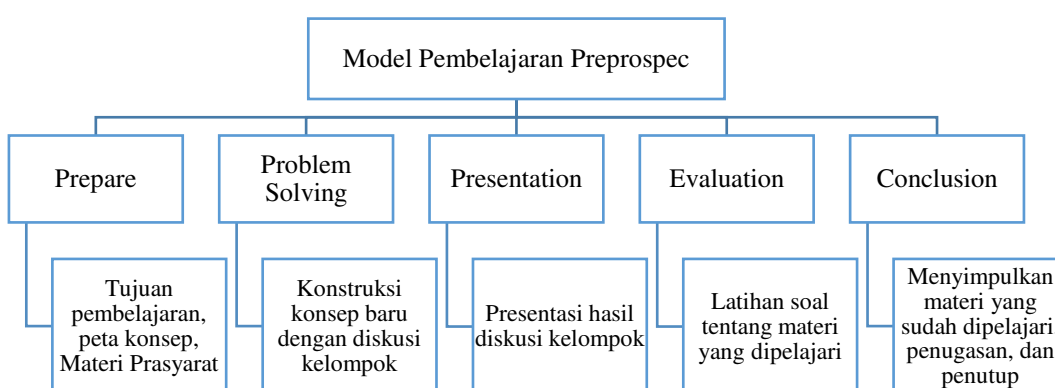 Model Pembelajaran Preprospec
Prepare
Problem
Solving
Presentation
Evaluation
Conclusion
Tujuan
pembelajaran,
peta konsep,
Materi Prasyarat
Konstruksi
konsep baru
dengan diskusi
kelompok
Presentasi hasil
diskusi kelompok
Latihan soal
tentang materi
yang dipelajari
Menyimpulkan
materi yang
sudah dipelajari
penugasan, dan
penutup